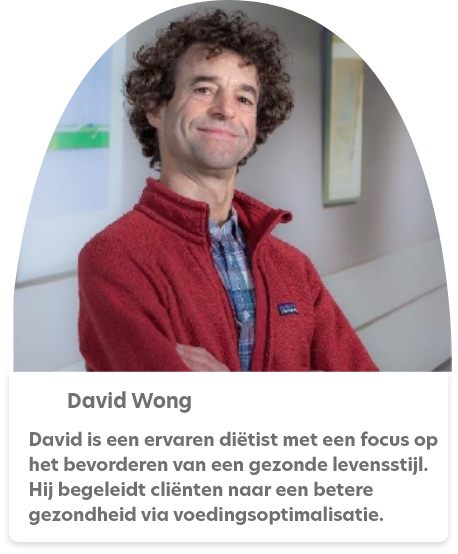 David Wong
David is een ervaren diëtist met een focus op
het bevorderen van een gezonde levensstijl.
Hij begeleidt cliënten naar een betere
gezondheid via voedingsoptimalisatie.